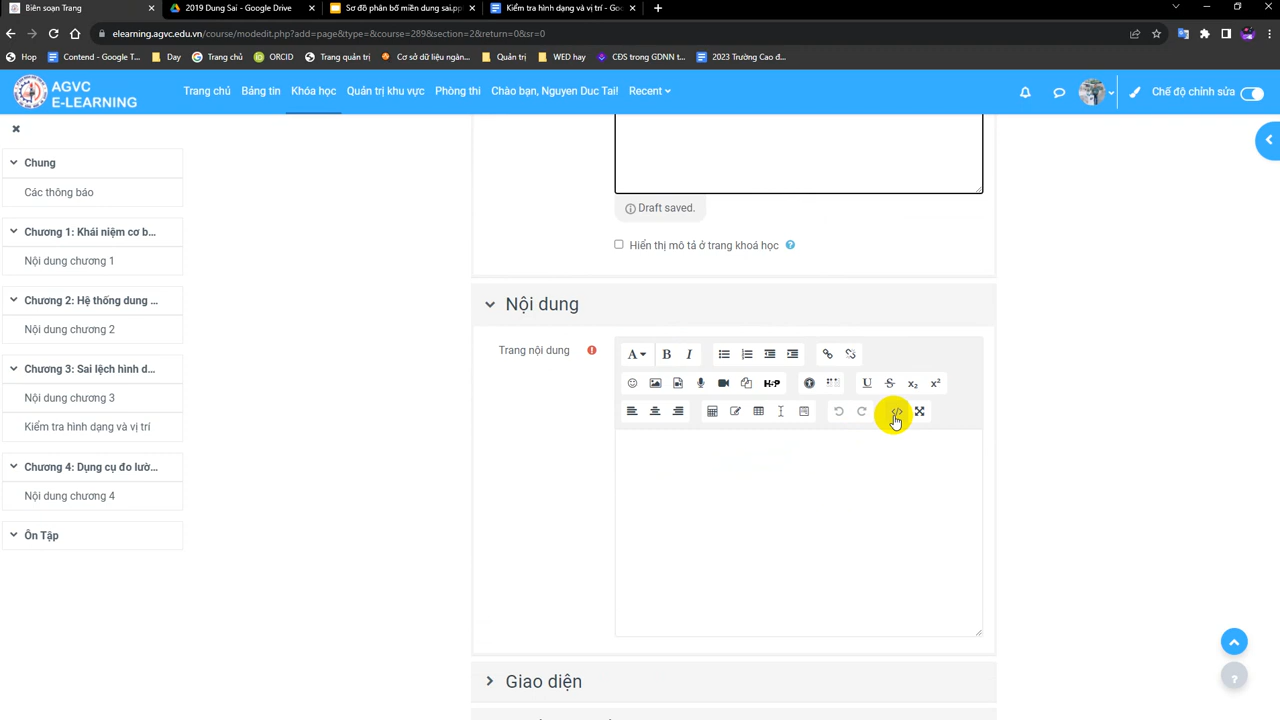 Biên soạn Trang
2019 Dung Sai - Google Drive
Sơ đồ phân bố miền dung sai.pp
Kiểm tra hình dạng và vị trí - Goo
elearning.agvc.edu.vn/course/modedit.php?add=page&type=&course=289&section=2&return=0&sr=0
Hop
Contend - Google T...
Day
Trang chủ
ORCID
Trang quản trị
Cơ sở dữ liệu ngàn...
Quản trị
WED hay
CĐS trong GDNN t...
2023 Trường Cao đ...
AGVC
E-LEARNING
Trang chủ
Bảng tin
Khóa học
Quản trị khu vực
Phòng thi
Chào bạn, Nguyen Duc Tai!
Recent
Chế độ chỉnh sửa
Chung
Các thông báo
Chương 1: Khái niệm cơ b...
Nội dung chương 1
Chương 2: Hệ thống dung ...
Nội dung chương 2
Chương 3: Sai lệch hình d...
Nội dung chương 3
Kiểm tra hình dạng và vị trí
Chương 4: Dụng cụ đo lườ...
Nội dung chương 4
Ôn Tập
Draft saved.
Hiển thị mô tả ở trang khoá học
Nội dung
Trang nội dung
A B I
H-P U S x₂ x²
Giao diện